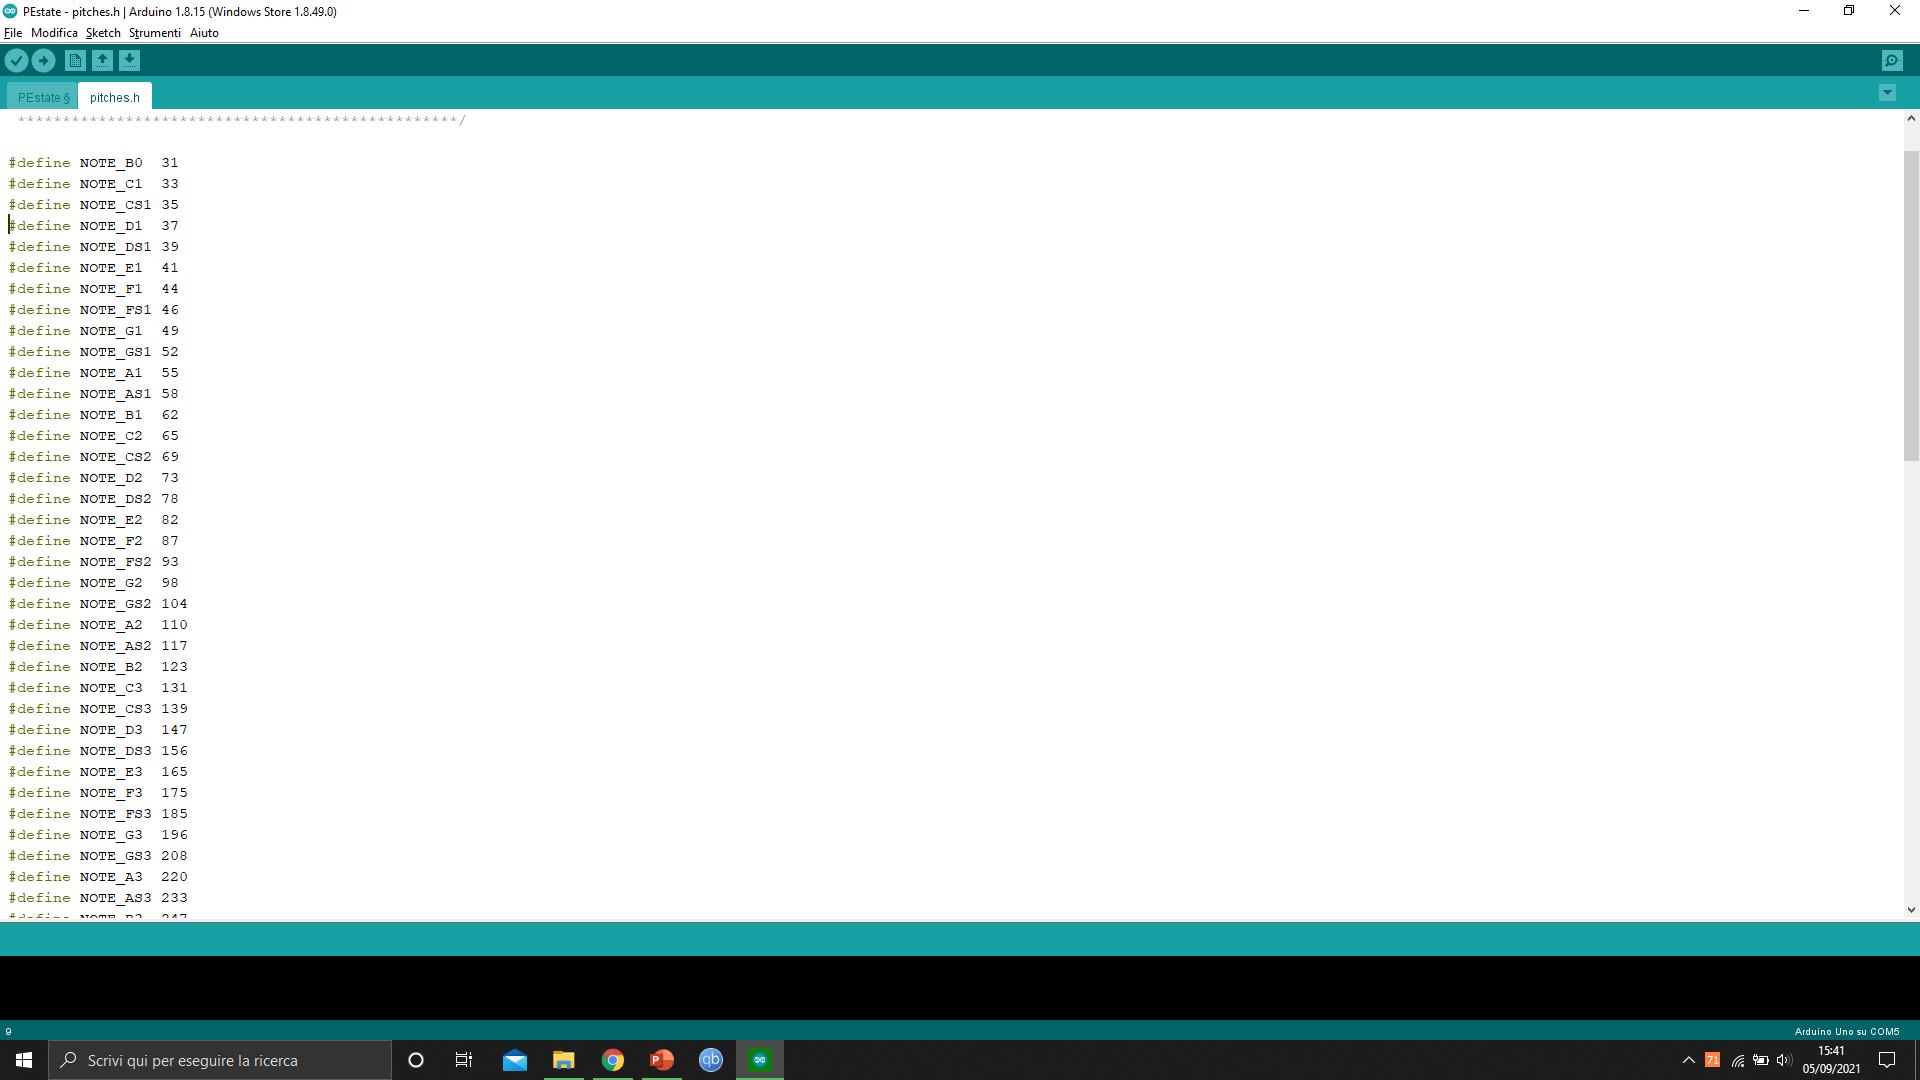 PEstate - pitches.h | Arduino 1.8.15 (Windows Store 1.8.49.0)
File Modifica Sketch Strumenti Aiuto
PEstate § pitches.h
*************************************************/
#define NOTE_B0 31
#define NOTE_C1 33
#define NOTE_CS1 35
#define NOTE_D1 37
#define NOTE_DS1 39
#define NOTE_E1 41
#define NOTE_F1 44
#define NOTE_FS1 46
#define NOTE_G1 49
#define NOTE_GS1 52
#define NOTE_A1 55
#define NOTE_AS1 58
#define NOTE_B1 62
#define NOTE_C2 65
#define NOTE_CS2 69
#define NOTE_D2 73
#define NOTE_DS2 78
#define NOTE_E2 82
#define NOTE_F2 87
#define NOTE_FS2 93
#define NOTE_G2 98
#define NOTE_GS2 104
#define NOTE_A2 110
#define NOTE_AS2 117
#define NOTE_B2 123
#define NOTE_C3 131
#define NOTE_CS3 139
#define NOTE_D3 147
#define NOTE_DS3 156
#define NOTE_E3 165
#define NOTE_F3 175
#define NOTE_FS3 185
#define NOTE_G3 196
#define NOTE_GS3 208
#define NOTE_A3 220
#define NOTE_AS3 233
#define NOTE_B3 247
9 Arduino Uno su COM5
Scrivi qui per eseguire la ricerca
P
qb
71
15:41
05/09/2021